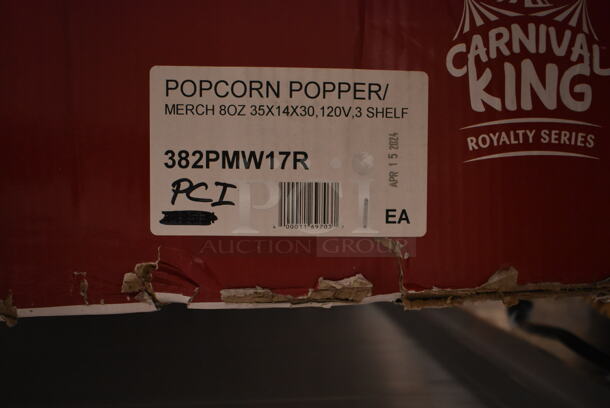 CARNIVAL
KING
ROYALTY SERIES
POPCORN POPPER/
MERCH 8OZ 35X14X30,120V,3 SHELF
382PMW17R
APR 15 2024
PCI
EA
PCI
AUCTION GROUP